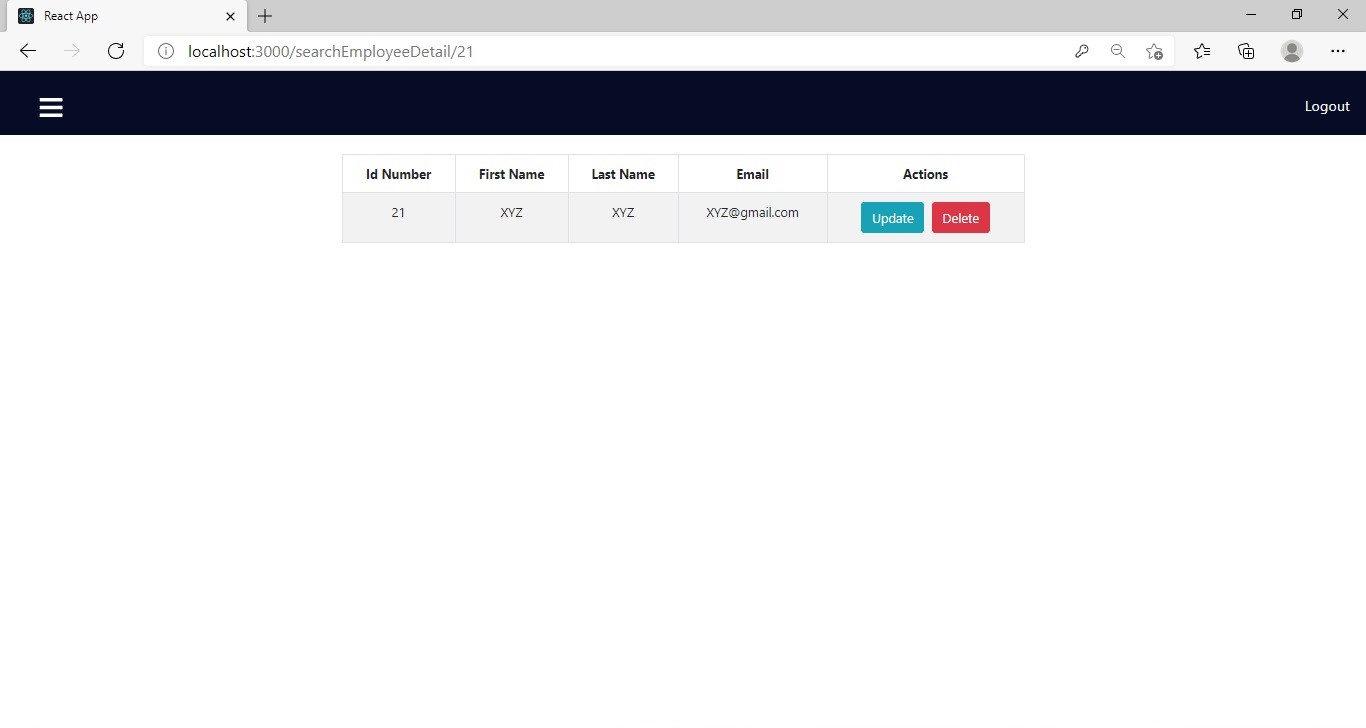 React App
localhost:3000/searchEmployeeDetail/21
Logout
Id Number First Name Last Name Email Actions
21 XYZ XYZ XYZ@gmail.com Update Delete